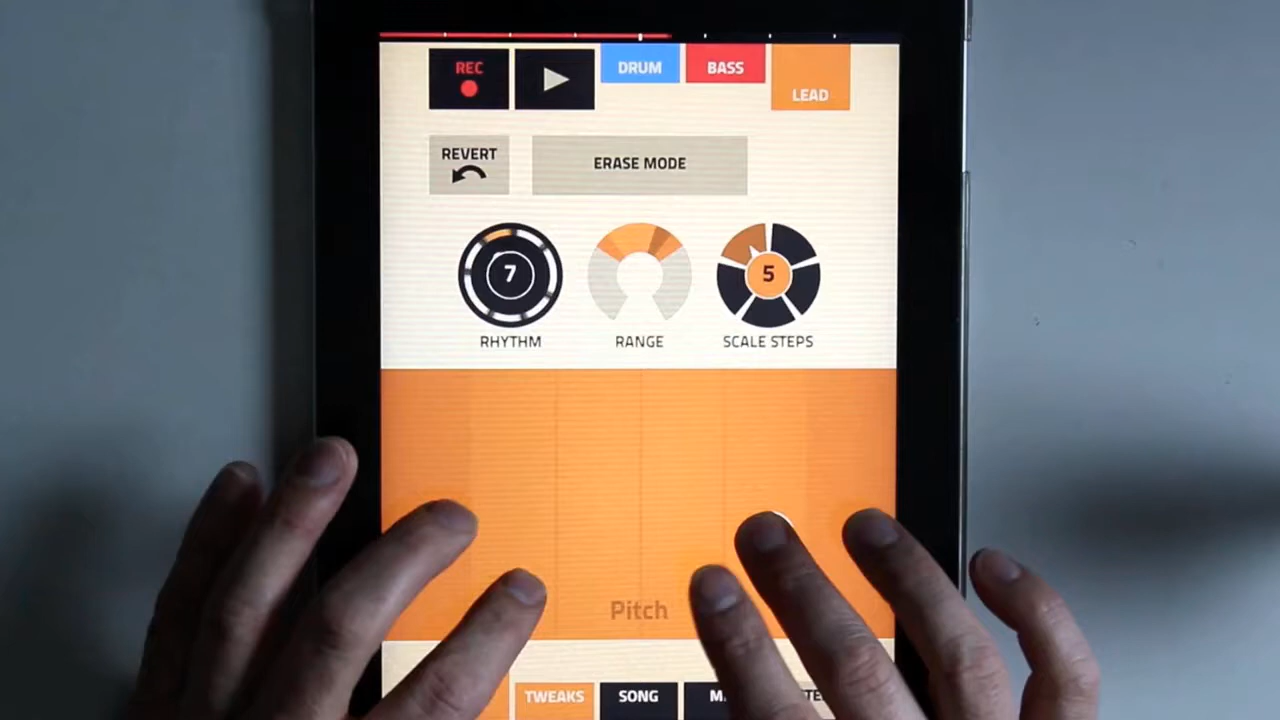 REC
DRUM
BASS
LEAD
REVERT
ERASE MODE
7
5
RHYTHM
RANGE
SCALE STEPS
Pitch
TWEAKS
SONG